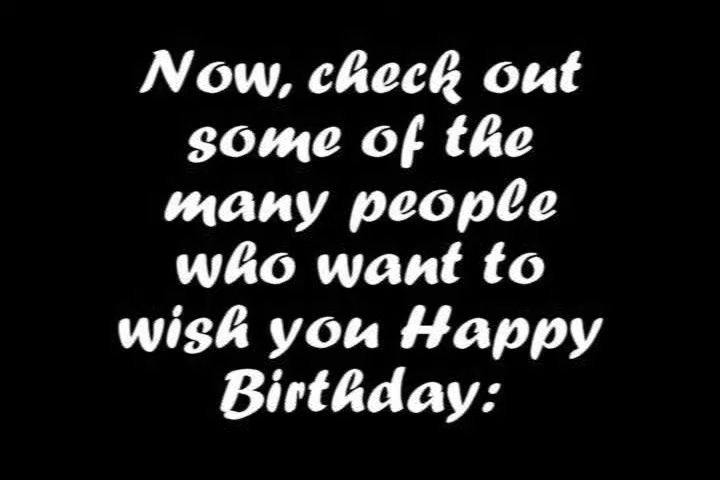 Now, check out
some of the
many people
who want to
wish you Happy
Birthday: